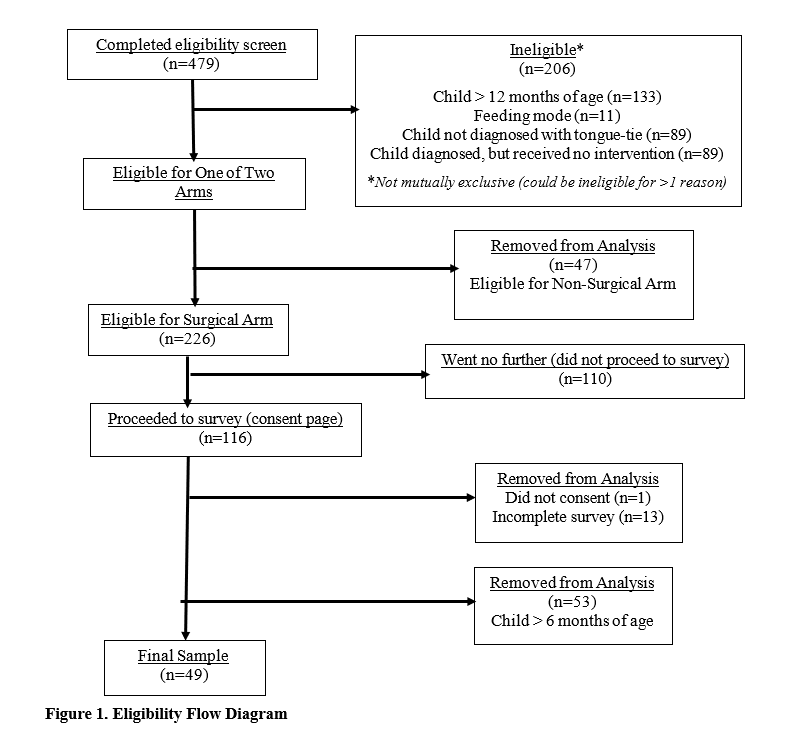 Completed eligibility screen
(n=479)
Ineligible*
(n=206)
Child > 12 months of age (n=133)
Feeding mode (n=11)
Child not diagnosed with tongue-tie (n=89)
Child diagnosed, but received no intervention (n=89)
*Not mutually exclusive (could be ineligible for >1 reason)
Eligible for One of Two
Arms
Removed from Analysis
(n=47)
Eligible for Non-Surgical Arm
Eligible for Surgical Arm
(n=226)
Went no further (did not proceed to survey)
(n=110)
Proceeded to survey (consent page)
(n=116)
Removed from Analysis
Did not consent (n=1)
Incomplete survey (n=13)
Removed from Analysis
(n=53)
Child > 6 months of age
Final Sample
(n=49)
Figure 1. Eligibility Flow Diagram